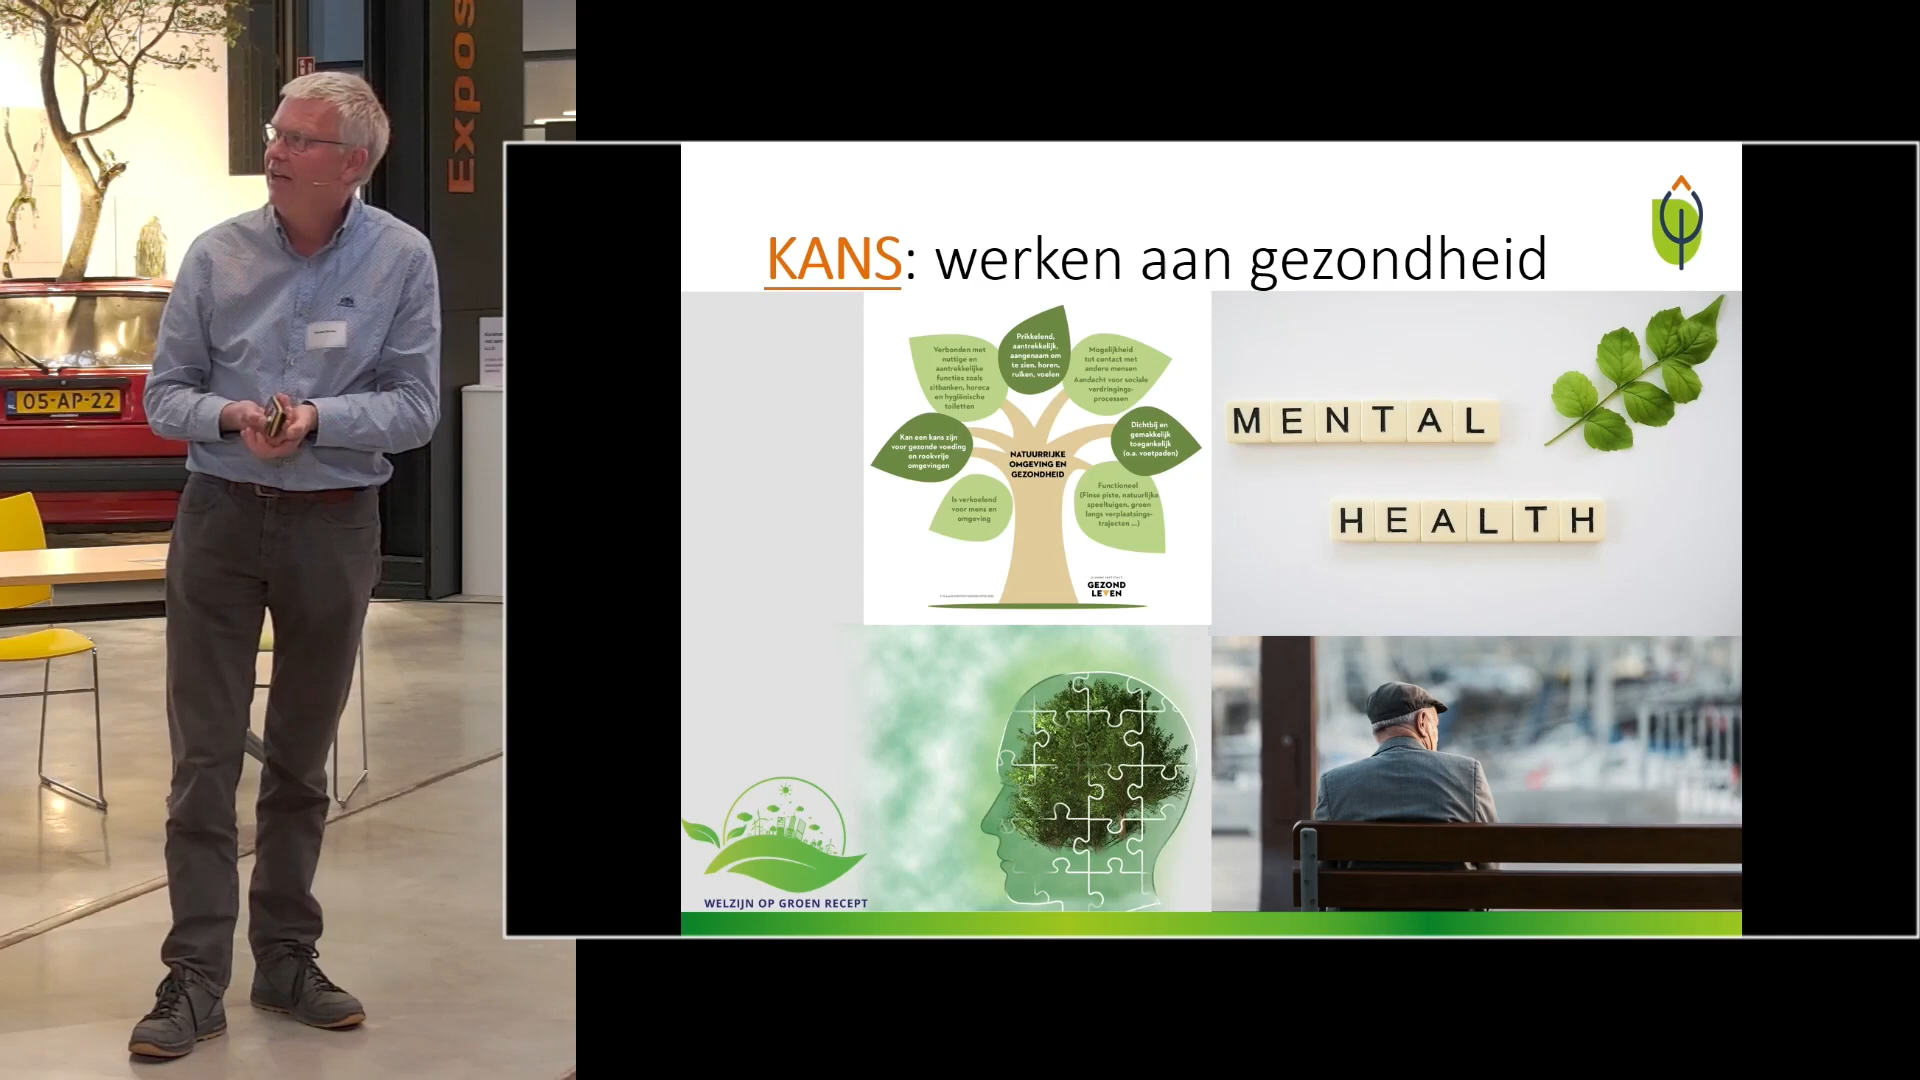 Expos
05-AP-22
KANS: werken aan gezondheid
Verbonden met
nuttige en
aantrekkelijke
functies zoals
zitbanken, horeca
en hygiënische
toiletten
Prikkelend,
aantrekkelijk,
aangenaam om
te zien, horen,
ruiken, voelen
Mogelijkheid
tot contact met
andere mensen
Aandacht voor sociale
verdringings-
processen
Kan een kans zijn
voor gezonde voeding
en rookvrije
omgevingen
NATUURRIJKE
OMGEVING EN
GEZONDHEID
Dichtbij en
gemakkelijk
toegankelijk
(o.a. voetpaden)
Is verkoelend
voor mens en
omgeving
Functioneel
(Finse piste, natuurlijke
speeltuigen, groen
langs verplaatsings-
trajecten ...)
GEZOND
LEVEN
MENTAL
HEALTH
WELZIJN OP GROEN RECEPT